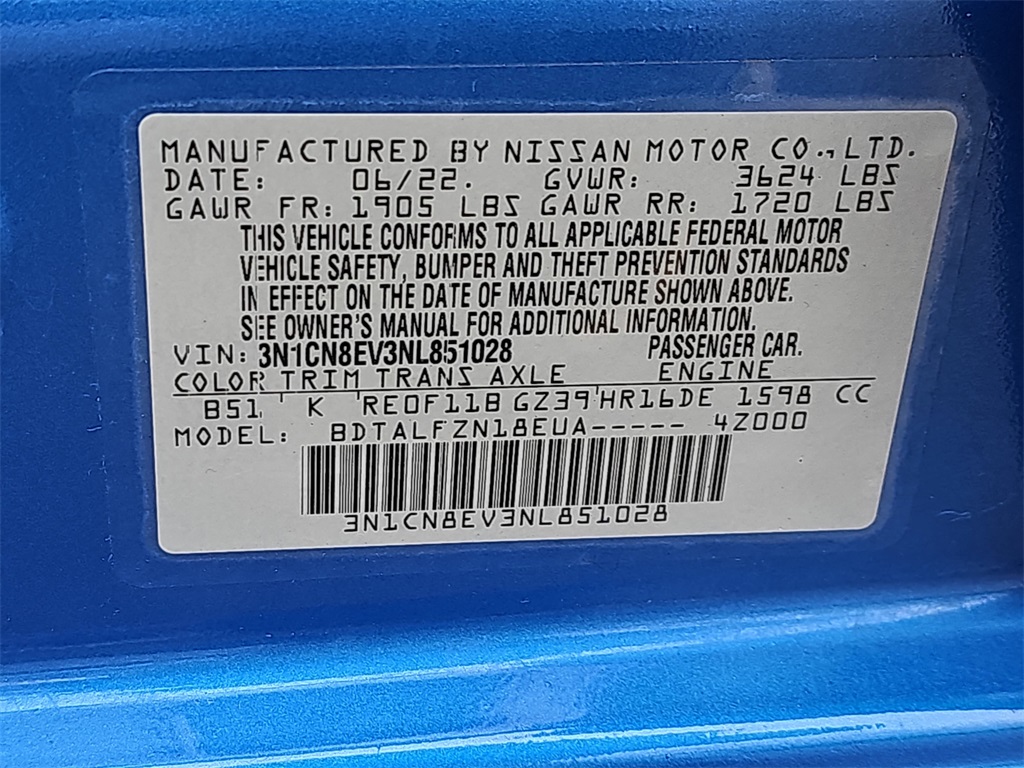 MANUFACTURED BY NISSAN MOTOR CO.,LTD.
DATE: 06/22. GVWR: 3624 LBS
GAWR FR: 1905 LBS GAWR RR: 1720 LBS
THIS VEHICLE CONFORMS TO ALL APPLICABLE FEDERAL MOTOR
VEHICLE SAFETY, BUMPER AND THEFT PREVENTION STANDARDS
IN EFFECT ON THE DATE OF MANUFACTURE SHOWN ABOVE.
SEE OWNER'S MANUAL FOR ADDITIONAL INFORMATION.
VIN: 3N1CN8EV3NL851028 PASSENGER CAR.
COLOR TRIM TRANS AXLE ENGINE
B51 K RE0F11B GZ39 HR16DE 1598 CC
MODEL: BDTALFZN18EUA----- 4Z000
3N1CN8EV3NL851028